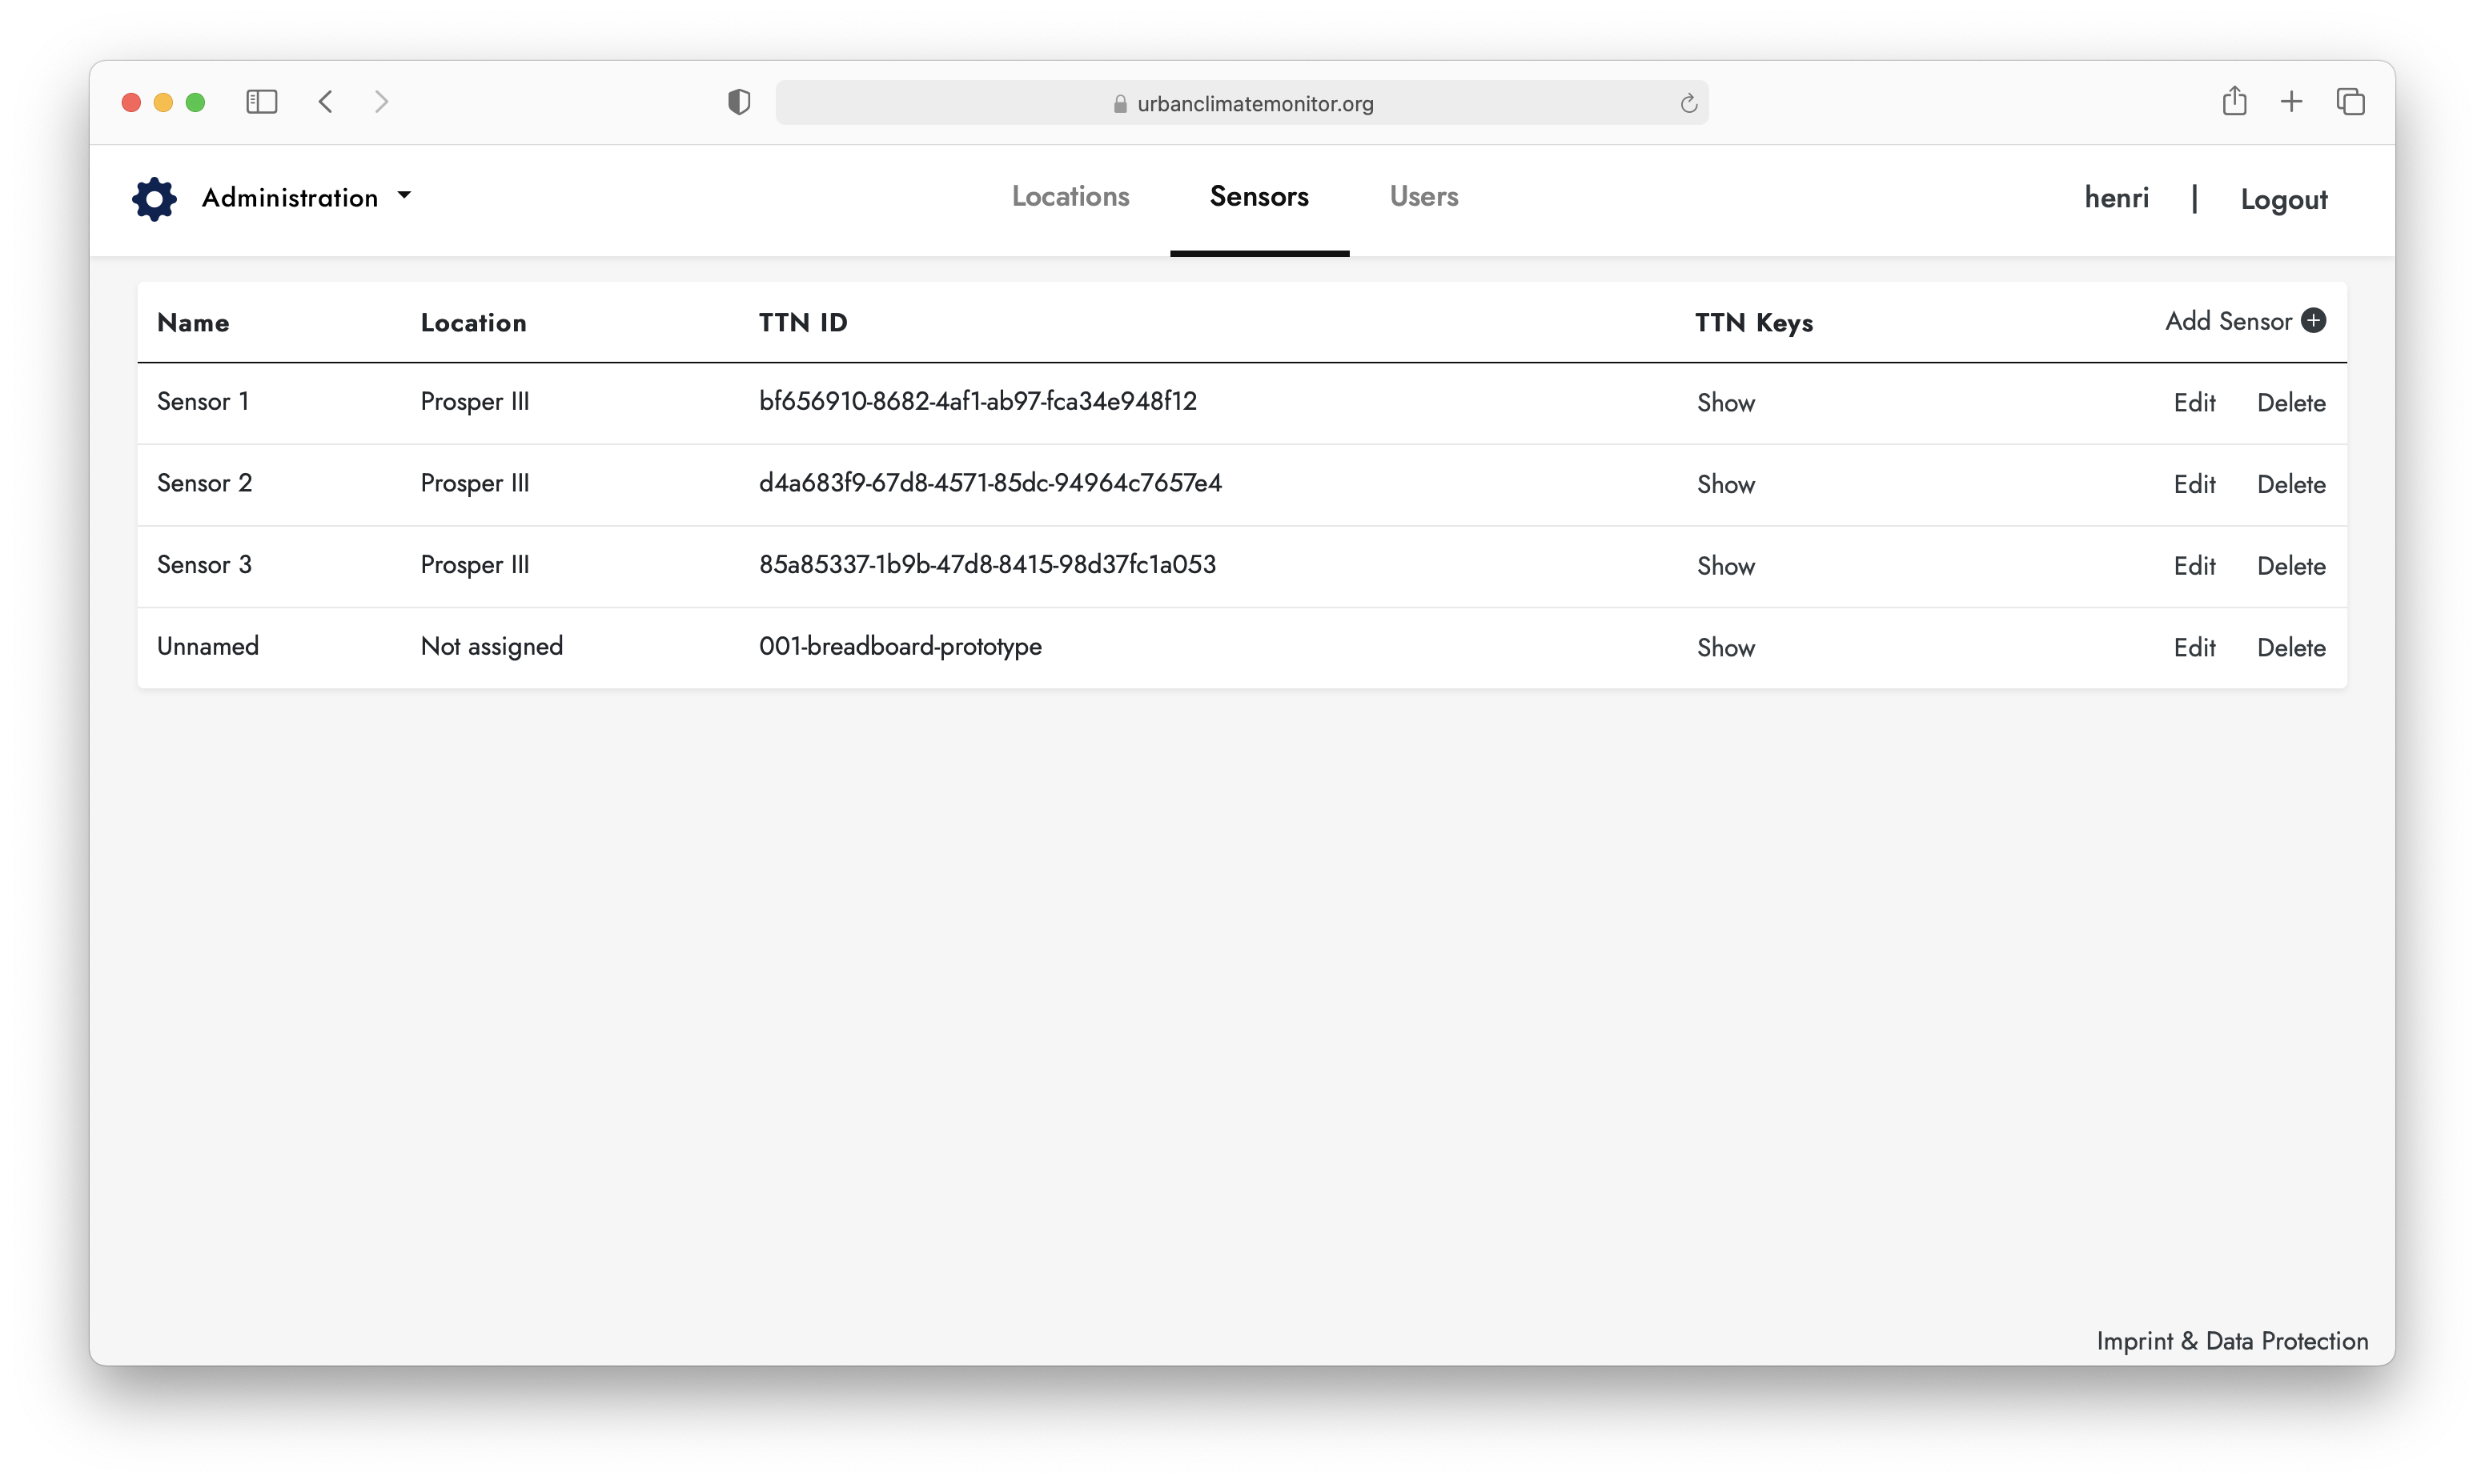 urbanclimatemonitor.org
Administration Locations Sensors Users henri | Logout
Name Location TTN ID TTN Keys Add Sensor
Sensor 1 Prosper III bf656910-8682-4af1-ab97-fca34e948f12 Show Edit Delete
Sensor 2 Prosper III d4a683f9-67d8-4571-85dc-94964c7657e4 Show Edit Delete
Sensor 3 Prosper III 85a85337-1b9b-47d8-8415-98d37fc1a053 Show Edit Delete
Unnamed Not assigned 001-breadboard-prototype Show Edit Delete
Imprint & Data Protection